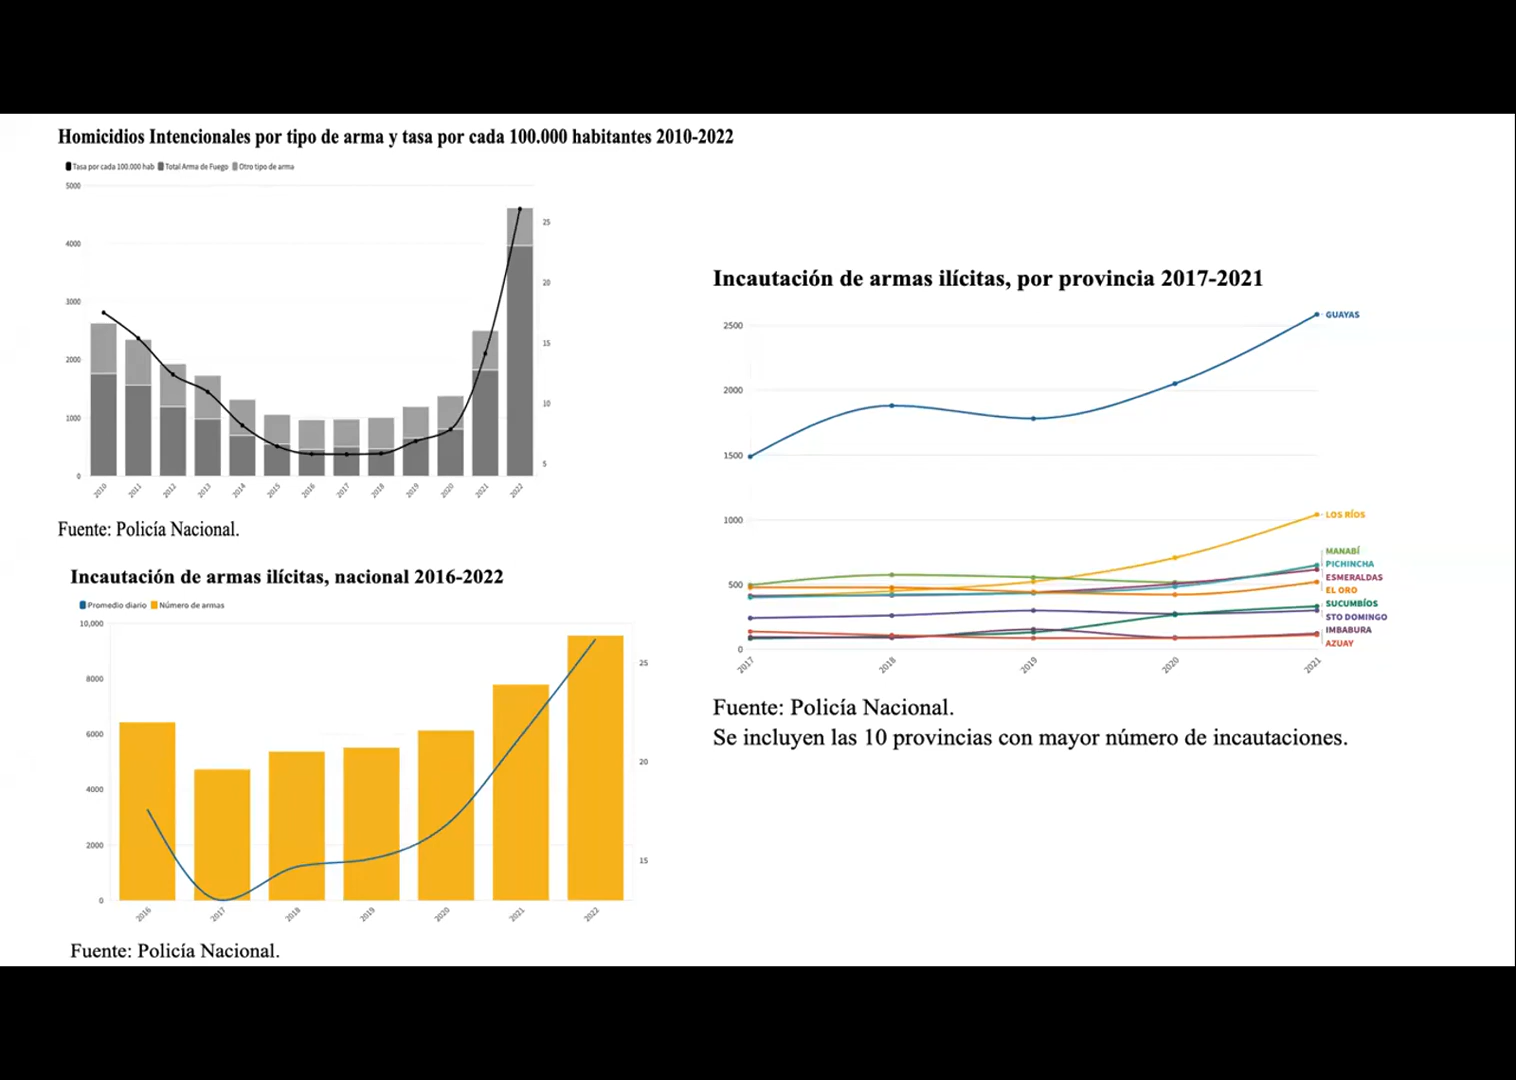 Homicidios Intencionales por tipo de arma y tasa por cada 100.000 habitantes 2010-2022
Tasa por cada 100.000 hab Total Arma de Fuego Otro tipo de arma
5000
4000
3000
2000
1000
0
25
20
15
10
5
2010 2011 2012 2013 2014 2015 2016 2017 2018 2019 2020 2021 2022
Fuente: Policía Nacional.
Incautación de armas ilícitas, nacional 2016-2022
Promedio diario Número de armas
10,000
8000
6000
4000
2000
0
25
20
15
2016 2017 2018 2019 2020 2021 2022
Fuente: Policía Nacional.
Incautación de armas ilícitas, por provincia 2017-2021
2500
2000
1500
1000
500
0
GUAYAS
LOS RÍOS
MANABÍ
PICHINCHA
ESMERALDAS
EL ORO
SUCUMBÍOS
STO DOMINGO
IMBABURA
AZUAY
2017 2018 2019 2020 2021
Fuente: Policía Nacional.
Se incluyen las 10 provincias con mayor número de incautaciones.